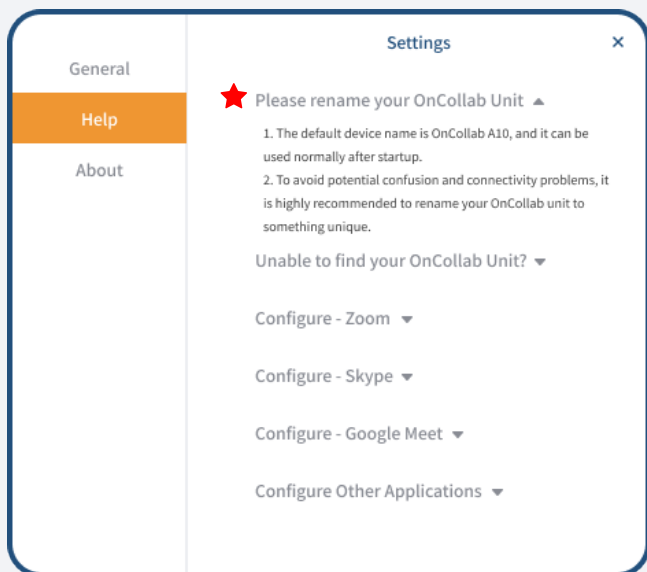 Settings
×
General
Help
About
Please rename your OnCollab Unit
1. The default device name is OnCollab A10, and it can be
used normally after startup.
2. To avoid potential confusion and connectivity problems, it
is highly recommended to rename your OnCollab unit to
something unique.
Unable to find your OnCollab Unit?
Configure - Zoom
Configure - Skype
Configure - Google Meet
Configure Other Applications